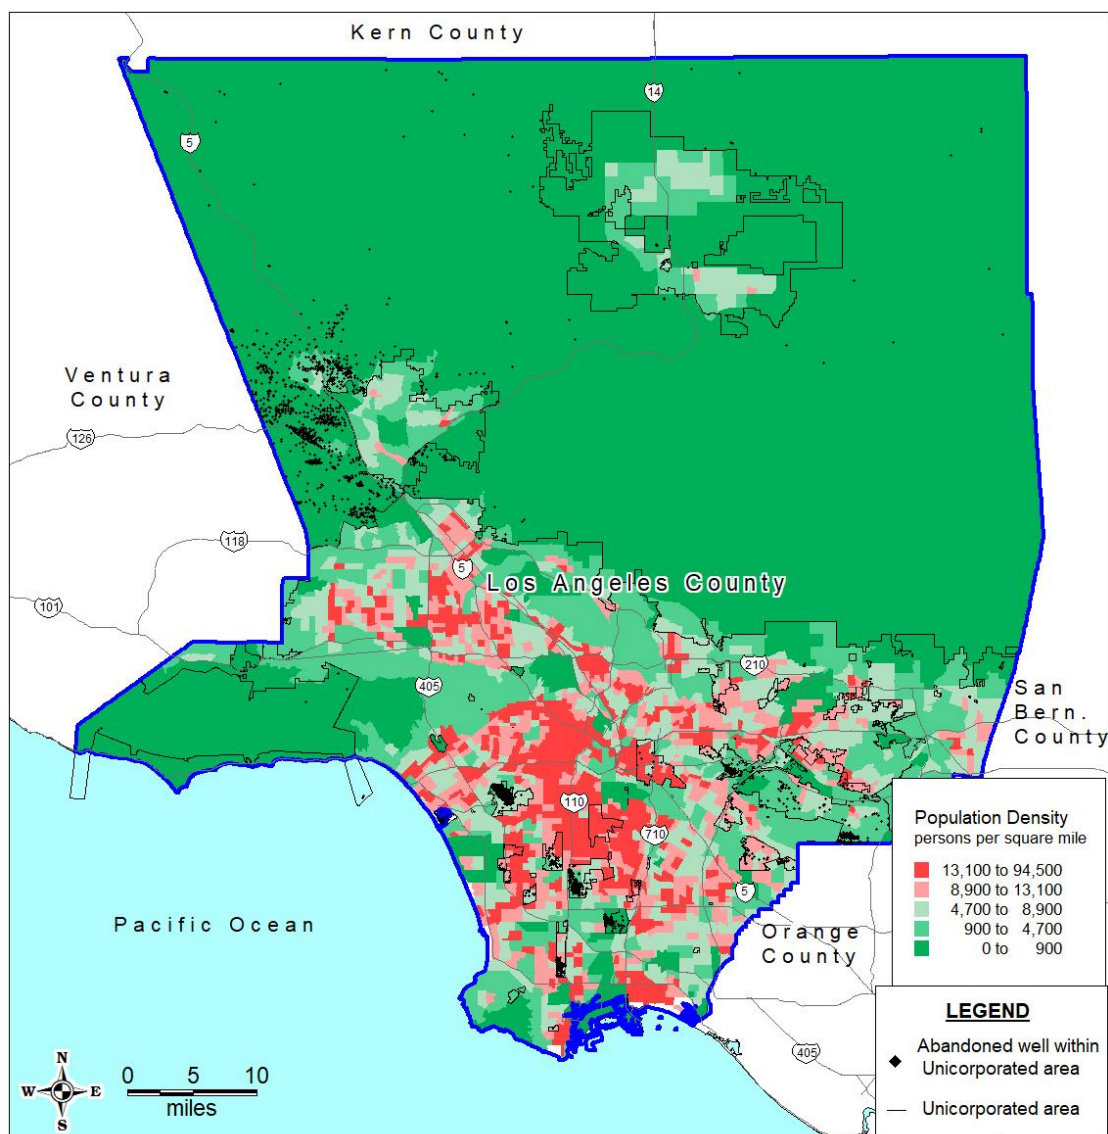 Kern County
14
5
Ventura
County
126
118
5
Los Angeles County
101
210
405
San
Bern.
County
110
710
5
Pacific Ocean
Orange
County
405
Population Density
persons per square mile
13,100 to 94,500
8,900 to 13,100
4,700 to 8,900
900 to 4,700
0 to 900
LEGEND
Abandoned well within
Unicorporated area
Unicorporated area
N
W E
S
0 5 10
miles